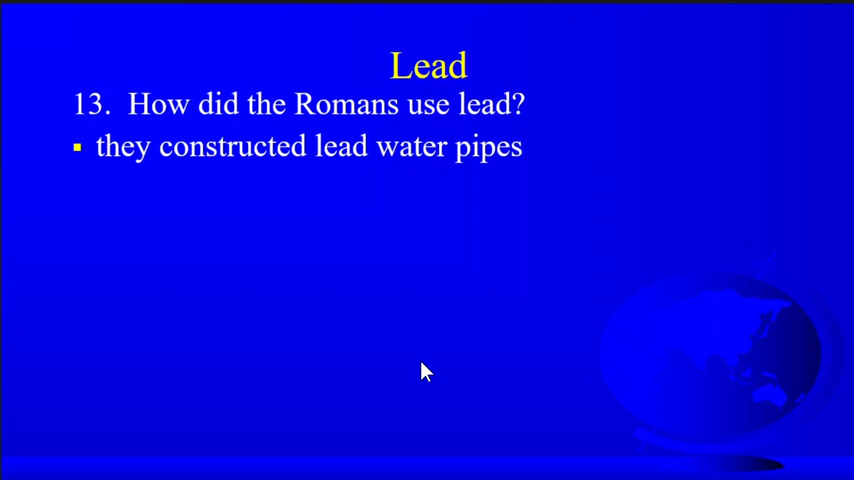 Lead
13. How did the Romans use lead?
▪ they constructed lead water pipes